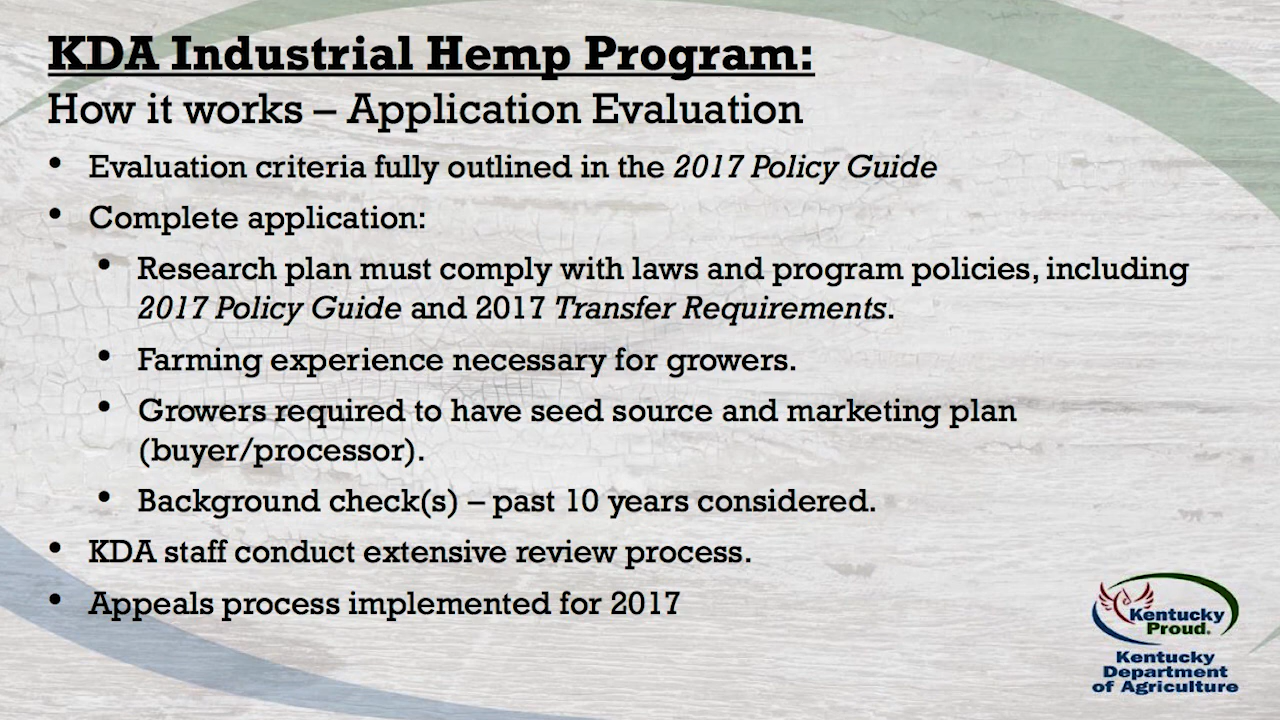 KDA Industrial Hemp Program:
How it works – Application Evaluation
• Evaluation criteria fully outlined in the 2017 Policy Guide
• Complete application:
• Research plan must comply with laws and program policies, including
2017 Policy Guide and 2017 Transfer Requirements.
• Farming experience necessary for growers.
• Growers required to have seed source and marketing plan
(buyer/processor).
• Background check(s) – past 10 years considered.
• KDA staff conduct extensive review process.
• Appeals process implemented for 2017
Kentucky
Proud.
Kentucky
Department
of Agriculture